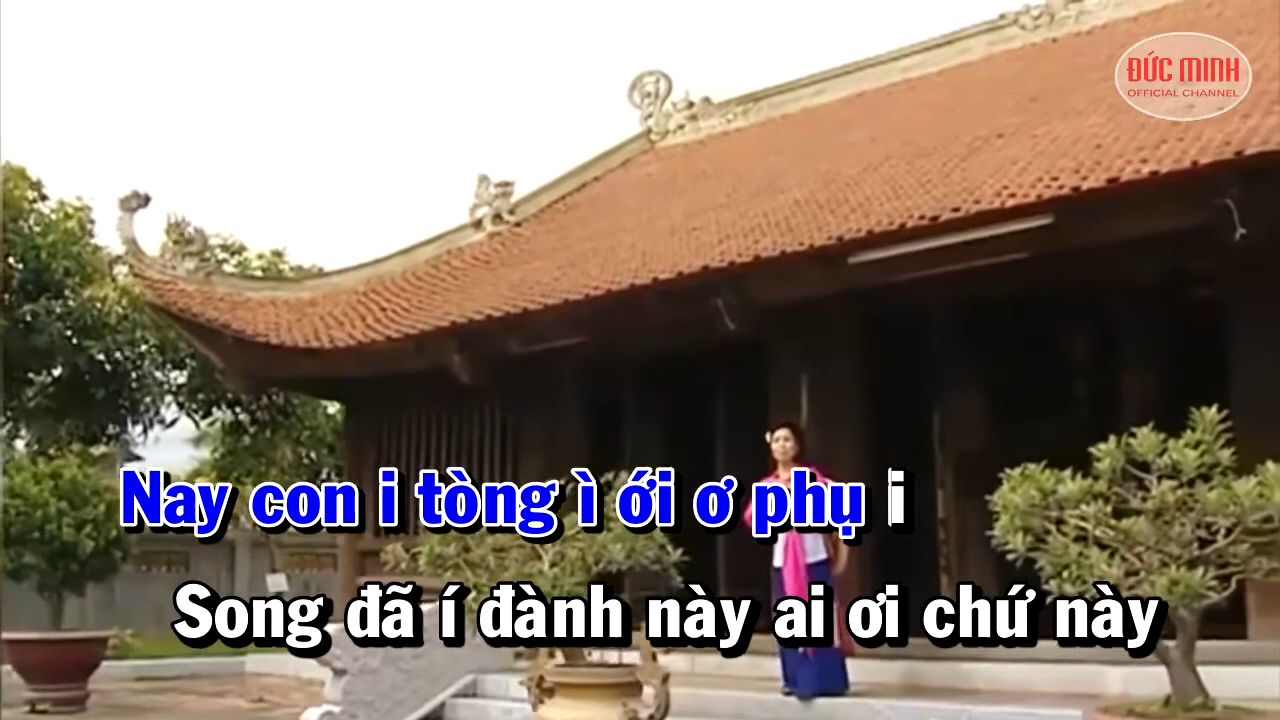 ĐỨC MINH
OFFICIAL CHANNEL
Nay con i tòng ì ới ơ phụ i
Song đã í đành này ai ơi chứ này